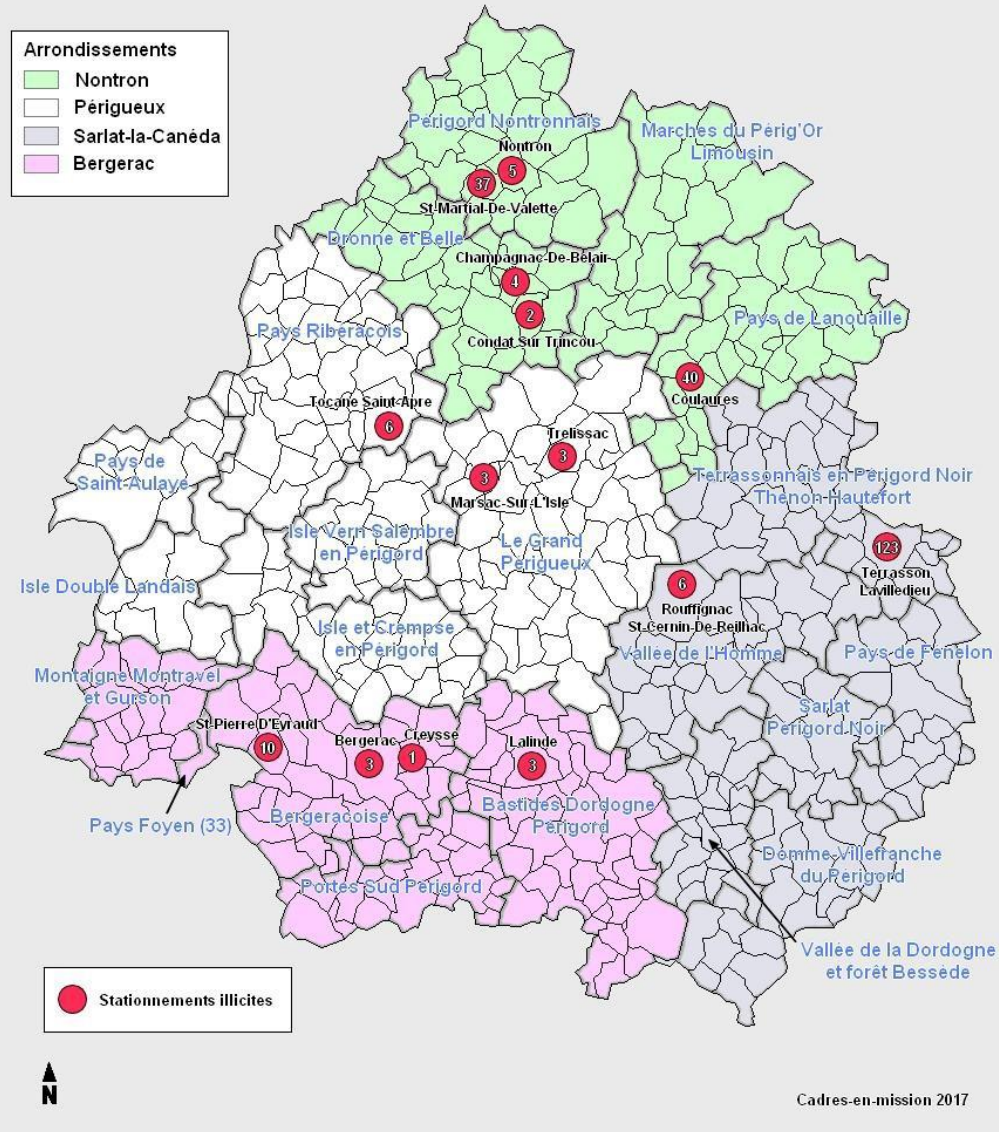 Arrondissements
Nontron
Périgueux
Sarlat-la-Canéda
Bergerac
Périgord Nontronnais
Marches du Périg'Or
Limousin
Nontron
5
37
St-Martial-De-Valette
Dronne et Belle
Champagnac-De-Belair
4
2
Condat Sur Trincou
Pays Ribéracois
Pays de Lanouaille
40
Coulaures
Tocane Saint-Apre
6
Trelissac
3
3
Marsac-Sur-L'Isle
Pays de
Saint-Aulaye
Terrassonnais en Périgord Noir
Thenon Hautefort
Isle Vern Salembre
en Périgord
Le Grand
Périgueux
123
Terrasson
Lavilledieu
Isle Double Landais
6
Rouffignac
St-Cernin-De-Reilhac
Isle et Crempse
en Périgord
Vallée de L'Homme
Pays de Fenelon
Montaigne Montravel
et Gurson
Sarlat
Périgord Noir
St-Pierre D'Eyraud
10
Bergerac
3
Creysse
1
Lalinde
3
Pays Foyen (33)
Bergeracoise
Bastides Dordogne
Périgord
Portes Sud Périgord
Domme-Villefranche
du Périgord
Vallée de la Dordogne
et forêt Bessède
Stationnements illicites
N
Cadres-en-mission 2017